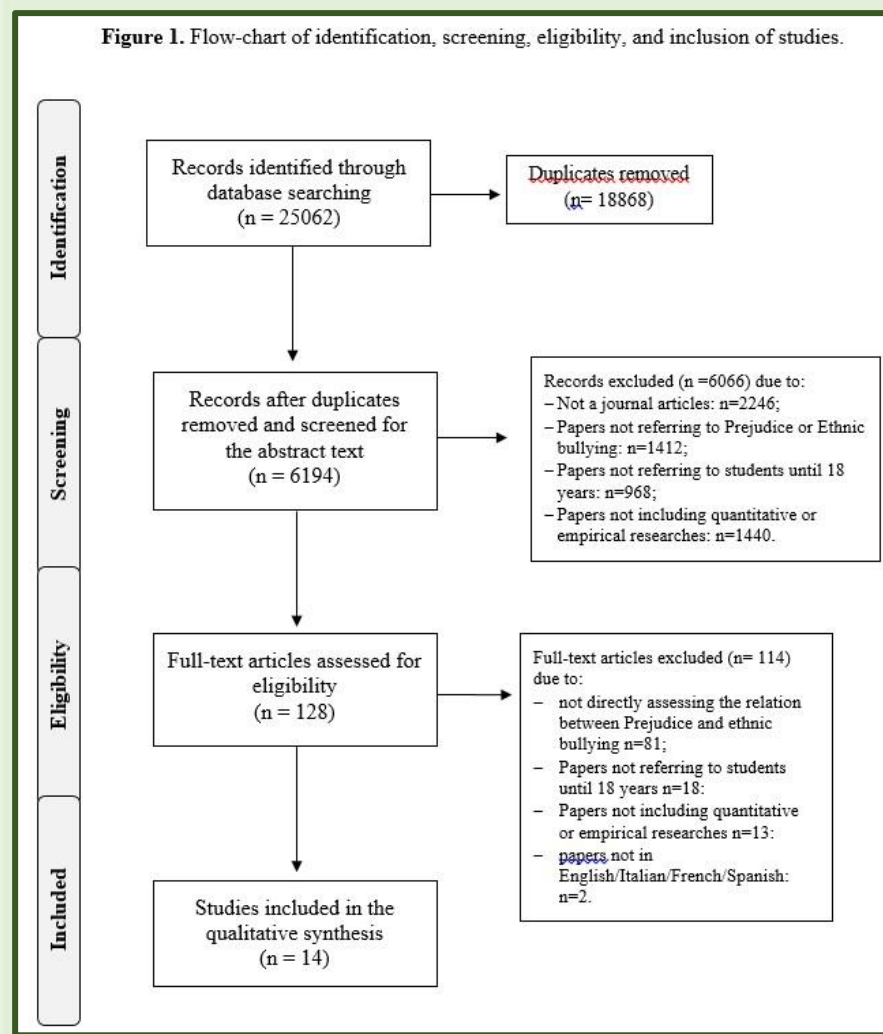 Figure 1. Flow-chart of identification, screening, eligibility, and inclusion of studies.
Identification
Records identified through
database searching
(n = 25062)
Duplicates removed
(n= 18868)
Screening
Records after duplicates
removed and screened for
the abstract text
(n = 6194)
Records excluded (n =6066) due to:
–Not a journal articles: n=2246;
–Papers not referring to Prejudice or Ethnic
bullying: n=1412;
–Papers not referring to students until 18
years: n=968;
–Papers not including quantitative or
empirical researches: n=1440.
Eligibility
Full-text articles assessed for
eligibility
(n = 128)
Full-text articles excluded (n= 114)
due to:
– not directly assessing the relation
between Prejudice and ethnic
bullying n=81;
– Papers not referring to students
until 18 years n=18:
– Papers not including quantitative
or empirical researches n=13:
– papers not in
English/Italian/French/Spanish:
n=2.
Included
Studies included in the
qualitative synthesis
(n = 14)